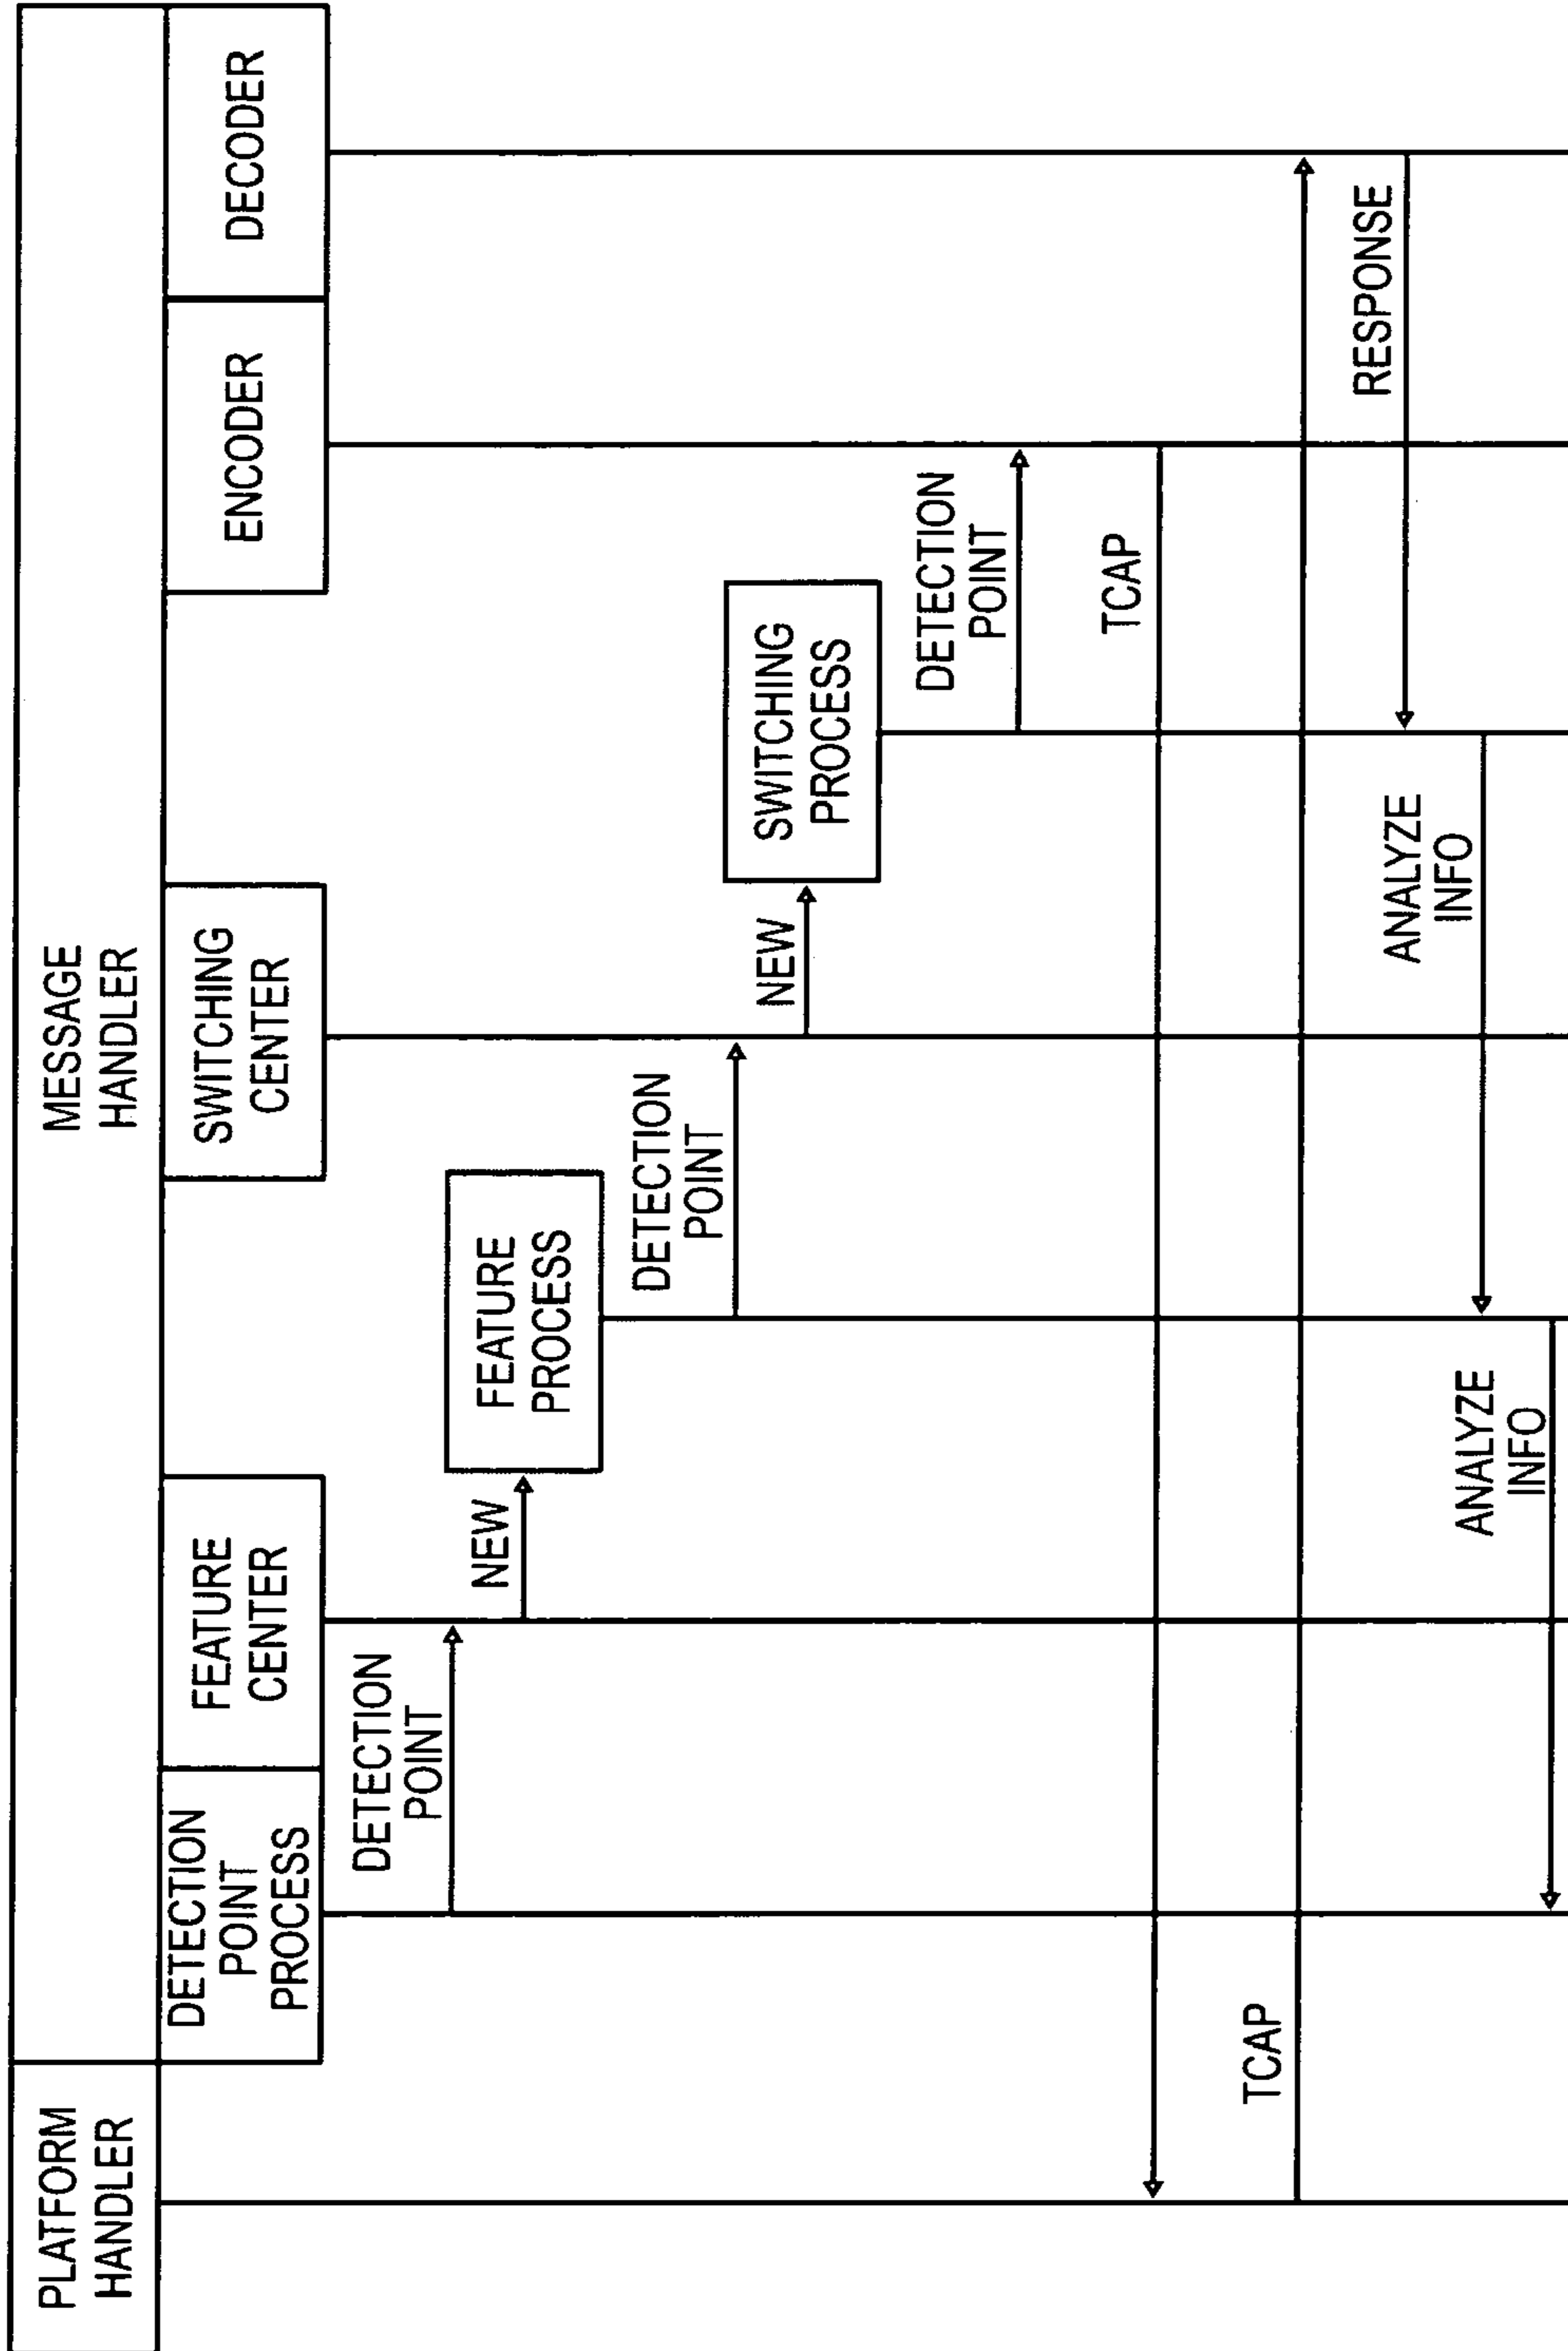 PLATFORM
HANDLER
MESSAGE
HANDLER
DETECTION
POINT
PROCESS
FEATURE
CENTER
SWITCHING
CENTER
ENCODER
DECODER
DETECTION
POINT
NEW
FEATURE
PROCESS
DETECTION
POINT
NEW
SWITCHING
PROCESS
DETECTION
POINT
TCAP
TCAP
RESPONSE
ANALYZE
INFO
ANALYZE
INFO